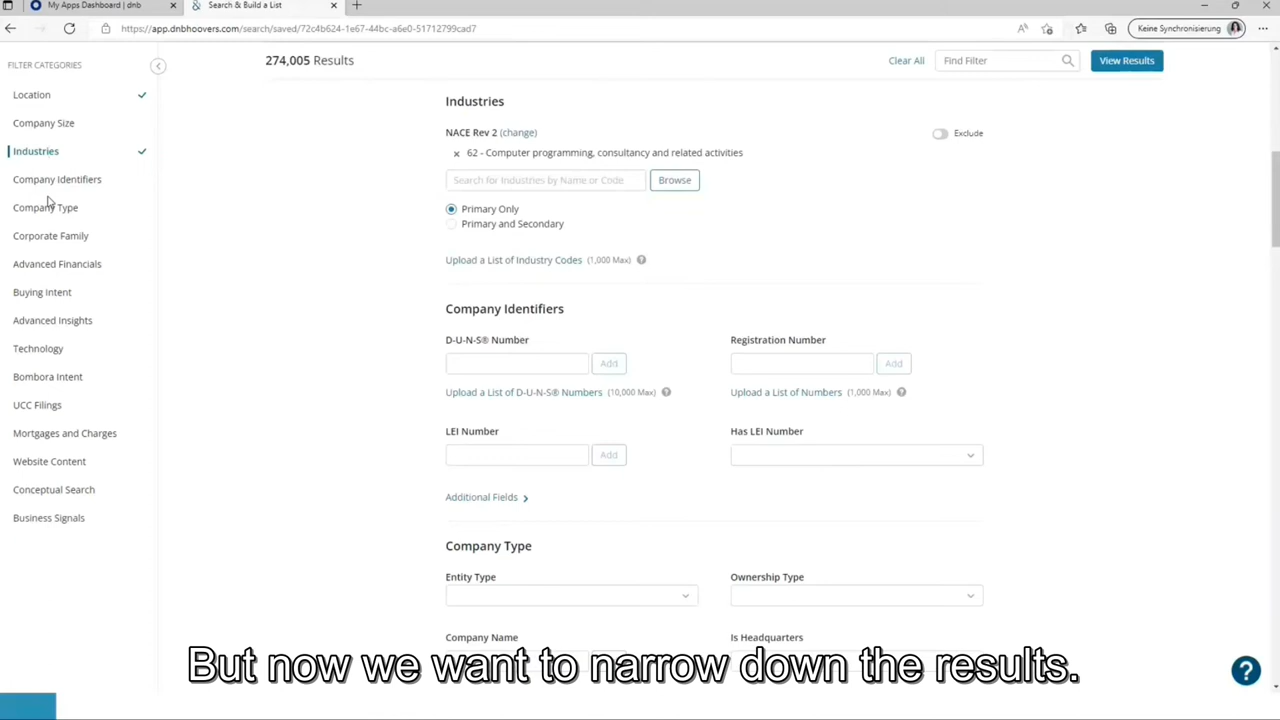 My Apps Dashboard | dnb
Search & Build a List
https://app.dnbhoovers.com/search/saved/72c4b624-1e67-44bc-a6e0-51712799cad7
Keine Synchronisierung
FILTER CATEGORIES
Location
Company Size
Industries
Company Identifiers
Company Type
Corporate Family
Advanced Financials
Buying Intent
Advanced Insights
Technology
Bombora Intent
UCC Filings
Mortgages and Charges
Website Content
Conceptual Search
Business Signals
274,005 Results
Clear All
Find Filter
View Results
Industries
NACE Rev 2 (change)
Exclude
62 - Computer programming, consultancy and related activities
Search for Industries by Name or Code
Browse
Primary Only
Primary and Secondary
Upload a List of Industry Codes (1,000 Max)
Company Identifiers
D-U-N-S® Number
Registration Number
Add
Add
Upload a List of D-U-N-S® Numbers (10,000 Max)
Upload a List of Numbers (1,000 Max)
LEI Number
Has LEI Number
Add
Additional Fields
Company Type
Entity Type
Ownership Type
Company Name
Is Headquarters
But now we want to narrow down the results.